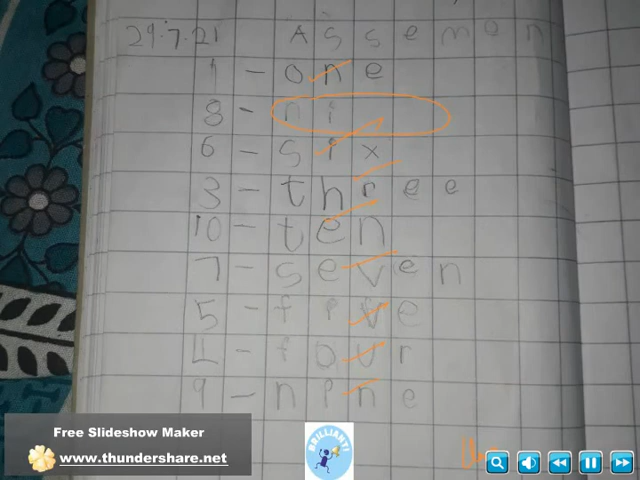 29.7.21 Assemen
1 - one
8 - ni
6 - six
3 - three
10 - ten
7 - seven
5 - five
4 - four
9 - nine
Free Slideshow Maker
www.thundershare.net
BRILLIANT